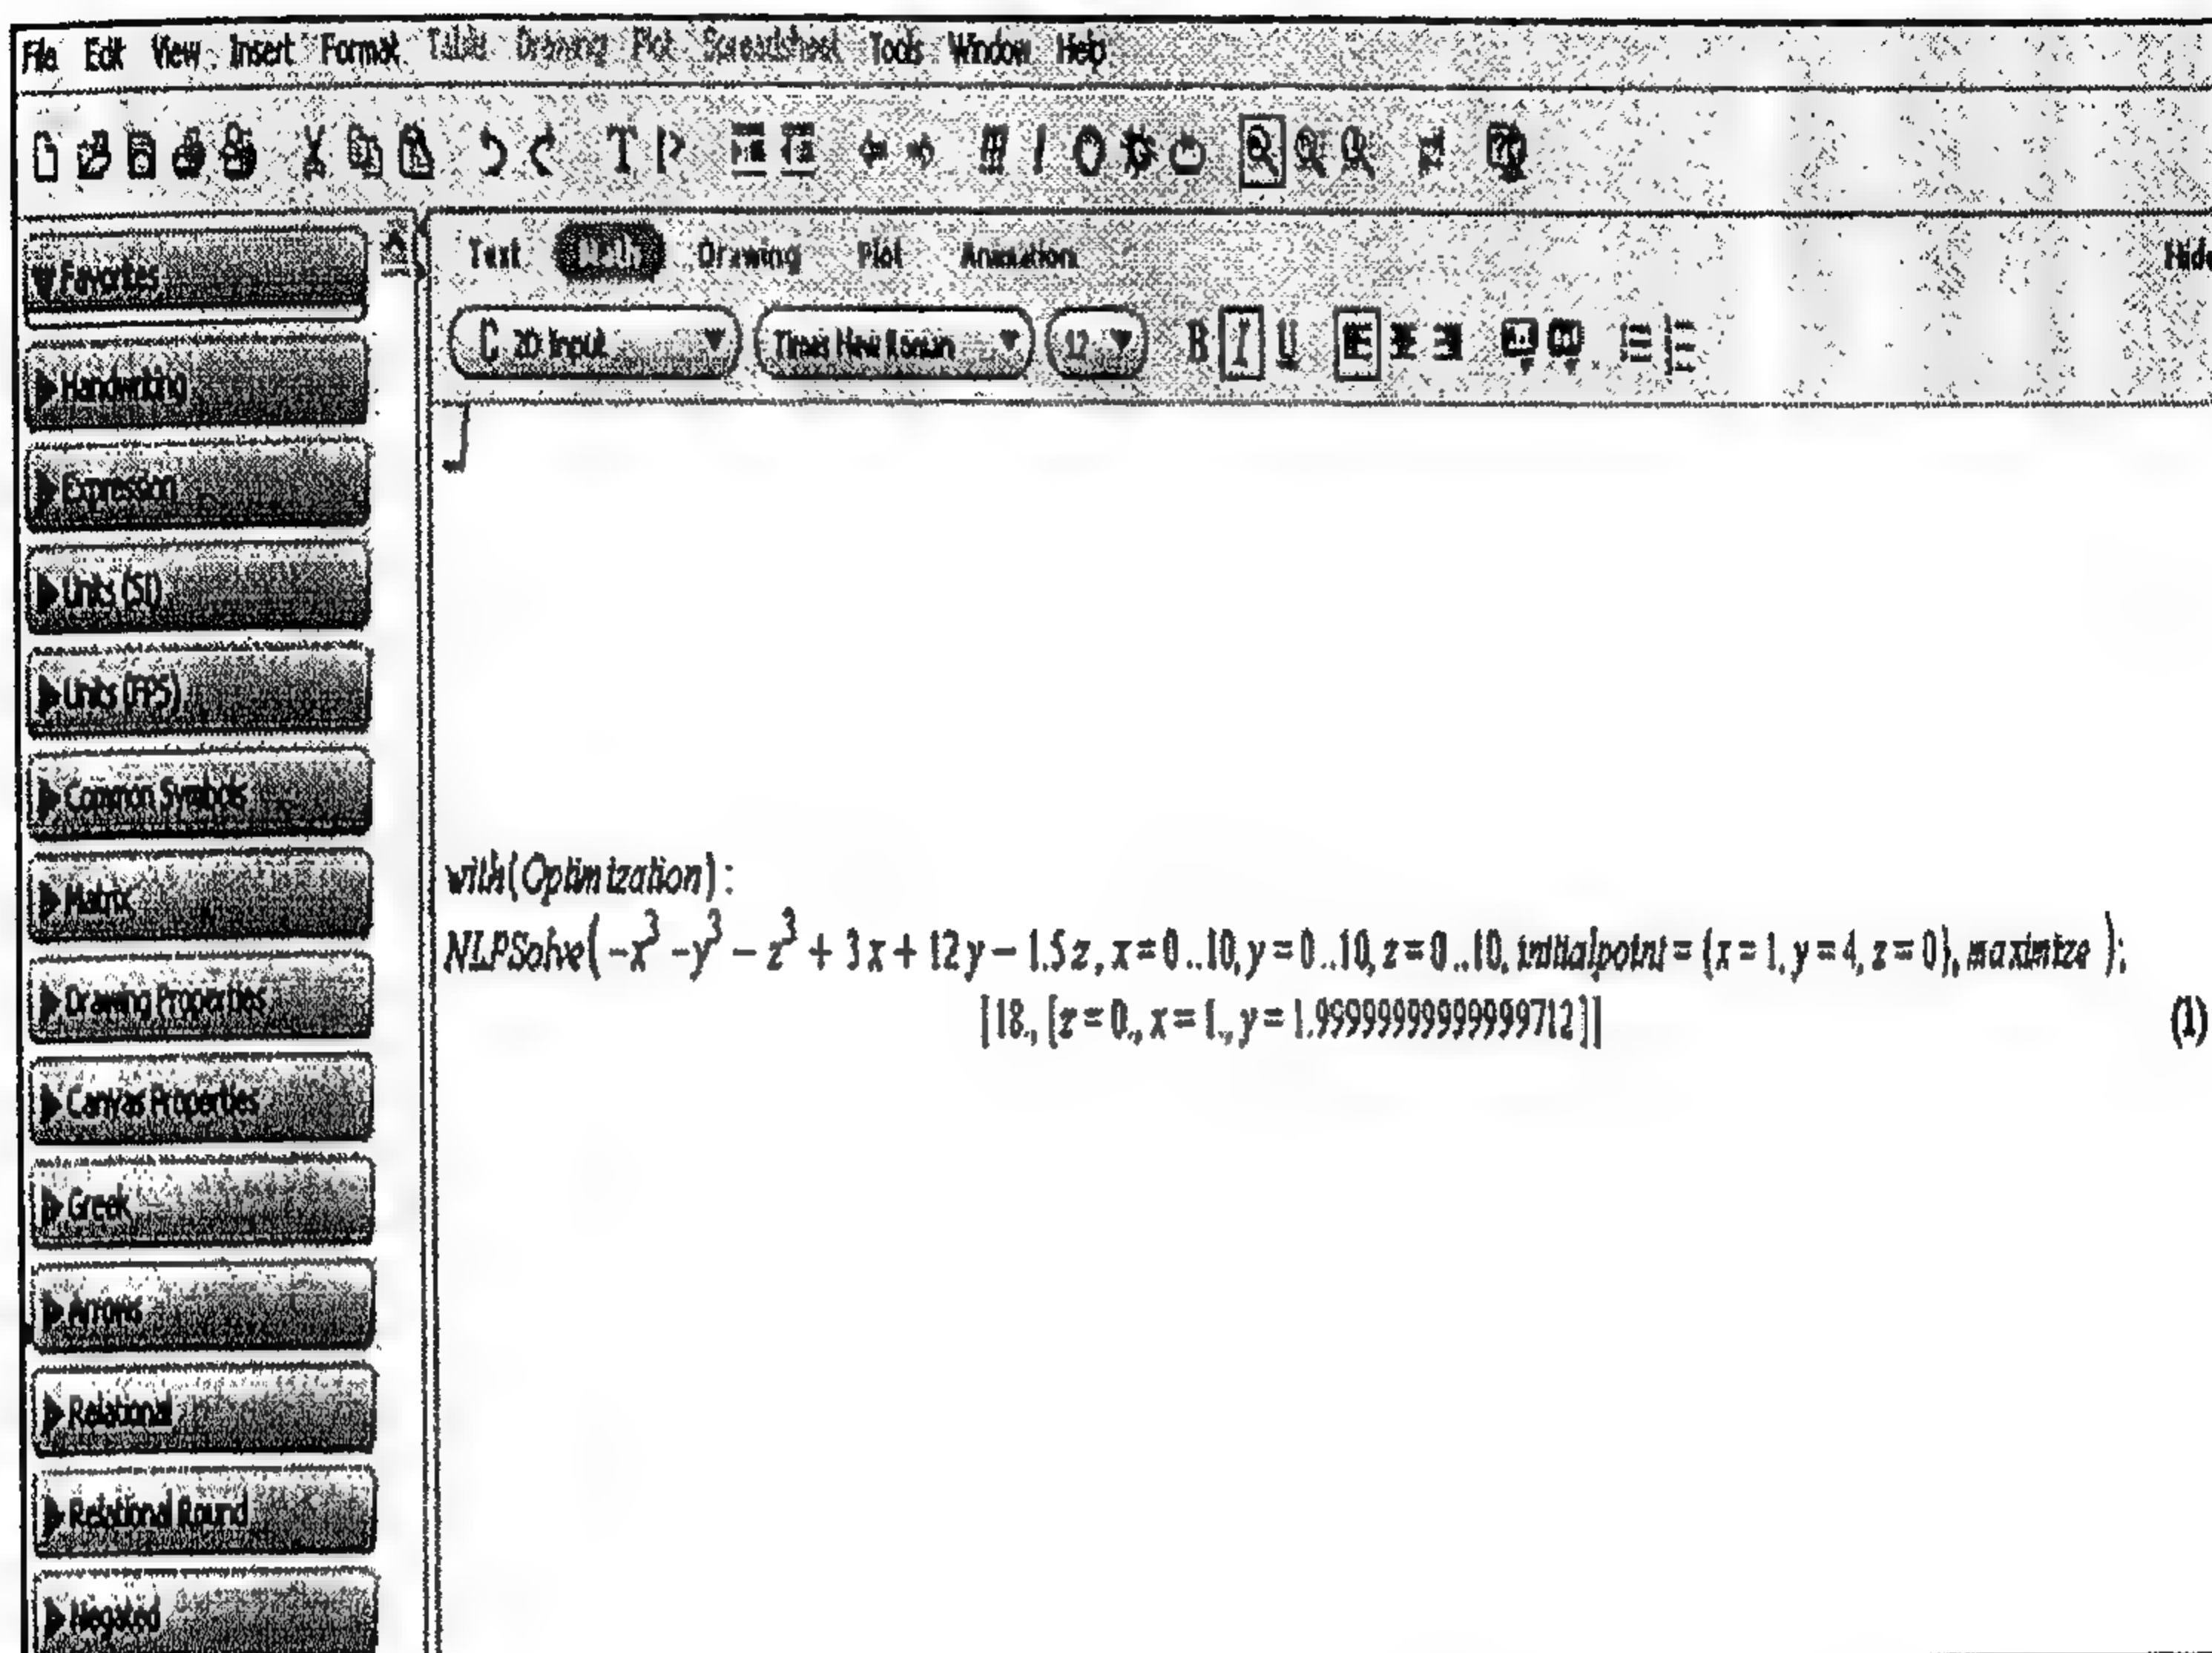 File Edit View Insert Format Table Drawing Plot Spreadsheet Tools Window Help
Text Math Drawing Plot Animation Hide
C 2D Input Times New Roman 12 B I U
Favorites
Handwriting
Expression
Units (SI)
Units (FPS)
Common Symbols
Matrix
Drawing Properties
Canvas Properties
Greek
Arrows
Relational
Relational Round
Negated
with(Optimization):
NLPSolve(-x³ -y³ - z³ + 3x + 12y - 1.5z, x=0..10, y=0..10, z=0..10, initialpoint = {x=1, y=4, z=0}, maximize );
[18., [z=0., x=1., y=1.99999999999999712]]
(1)